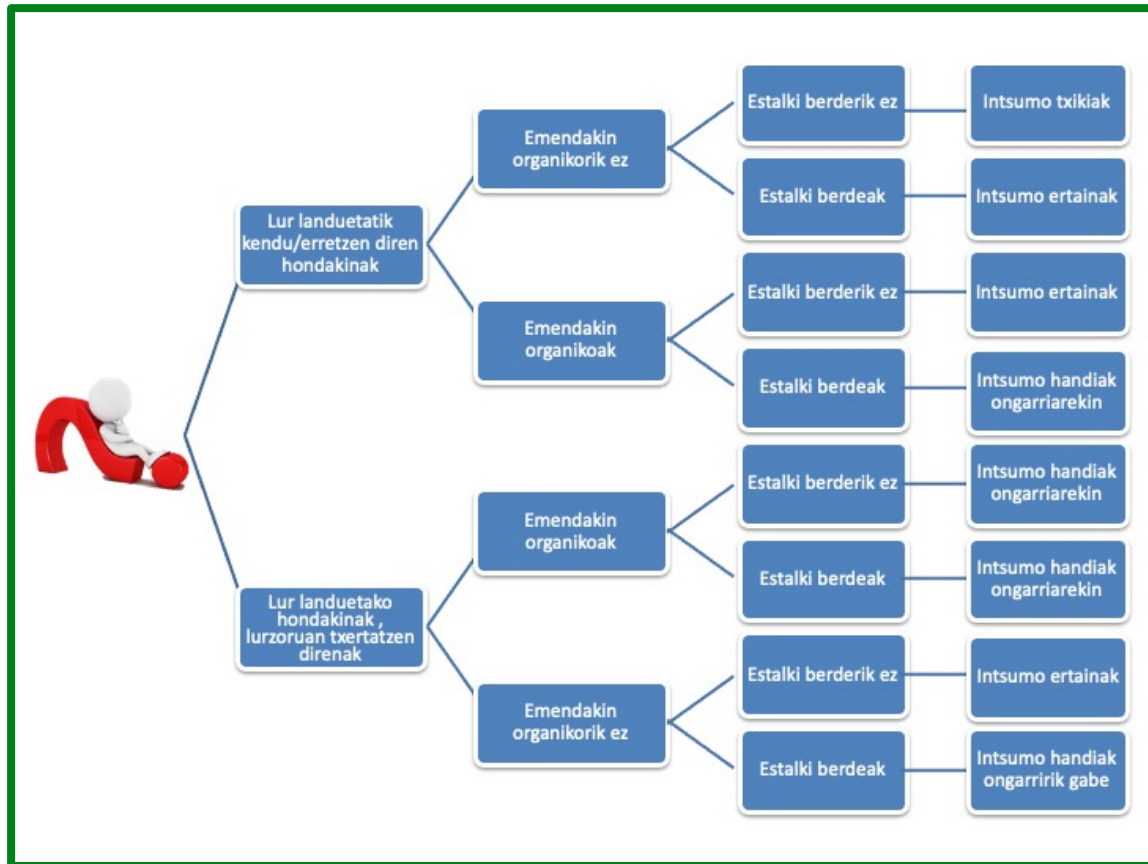 Lur landuetatik
kendu/erretzen diren
hondakinak
Emendakin
organikorik ez
Estalki berderik ez
Intsumo txikiak
Estalki berdeak
Intsumo ertainak
Emendakin
organikoak
Estalki berderik ez
Intsumo ertainak
Estalki berdeak
Intsumo handiak
ongarriarekin
Lur landuetako
hondakinak ,
lurzoruan txertatzen
direnak
Emendakin
organikoak
Estalki berderik ez
Intsumo handiak
ongarriarekin
Estalki berdeak
Intsumo handiak
ongarriarekin
Emendakin
organikorik ez
Estalki berderik ez
Intsumo ertainak
Estalki berdeak
Intsumo handiak
ongarririk gabe